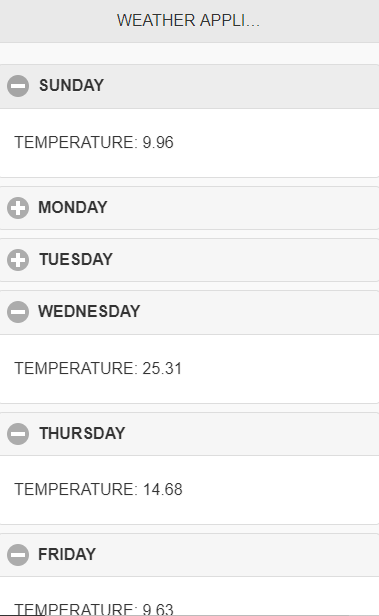 WEATHER APPLI...
SUNDAY
TEMPERATURE: 9.96
MONDAY
TUESDAY
WEDNESDAY
TEMPERATURE: 25.31
THURSDAY
TEMPERATURE: 14.68
FRIDAY
TEMPERATURE: 9.63